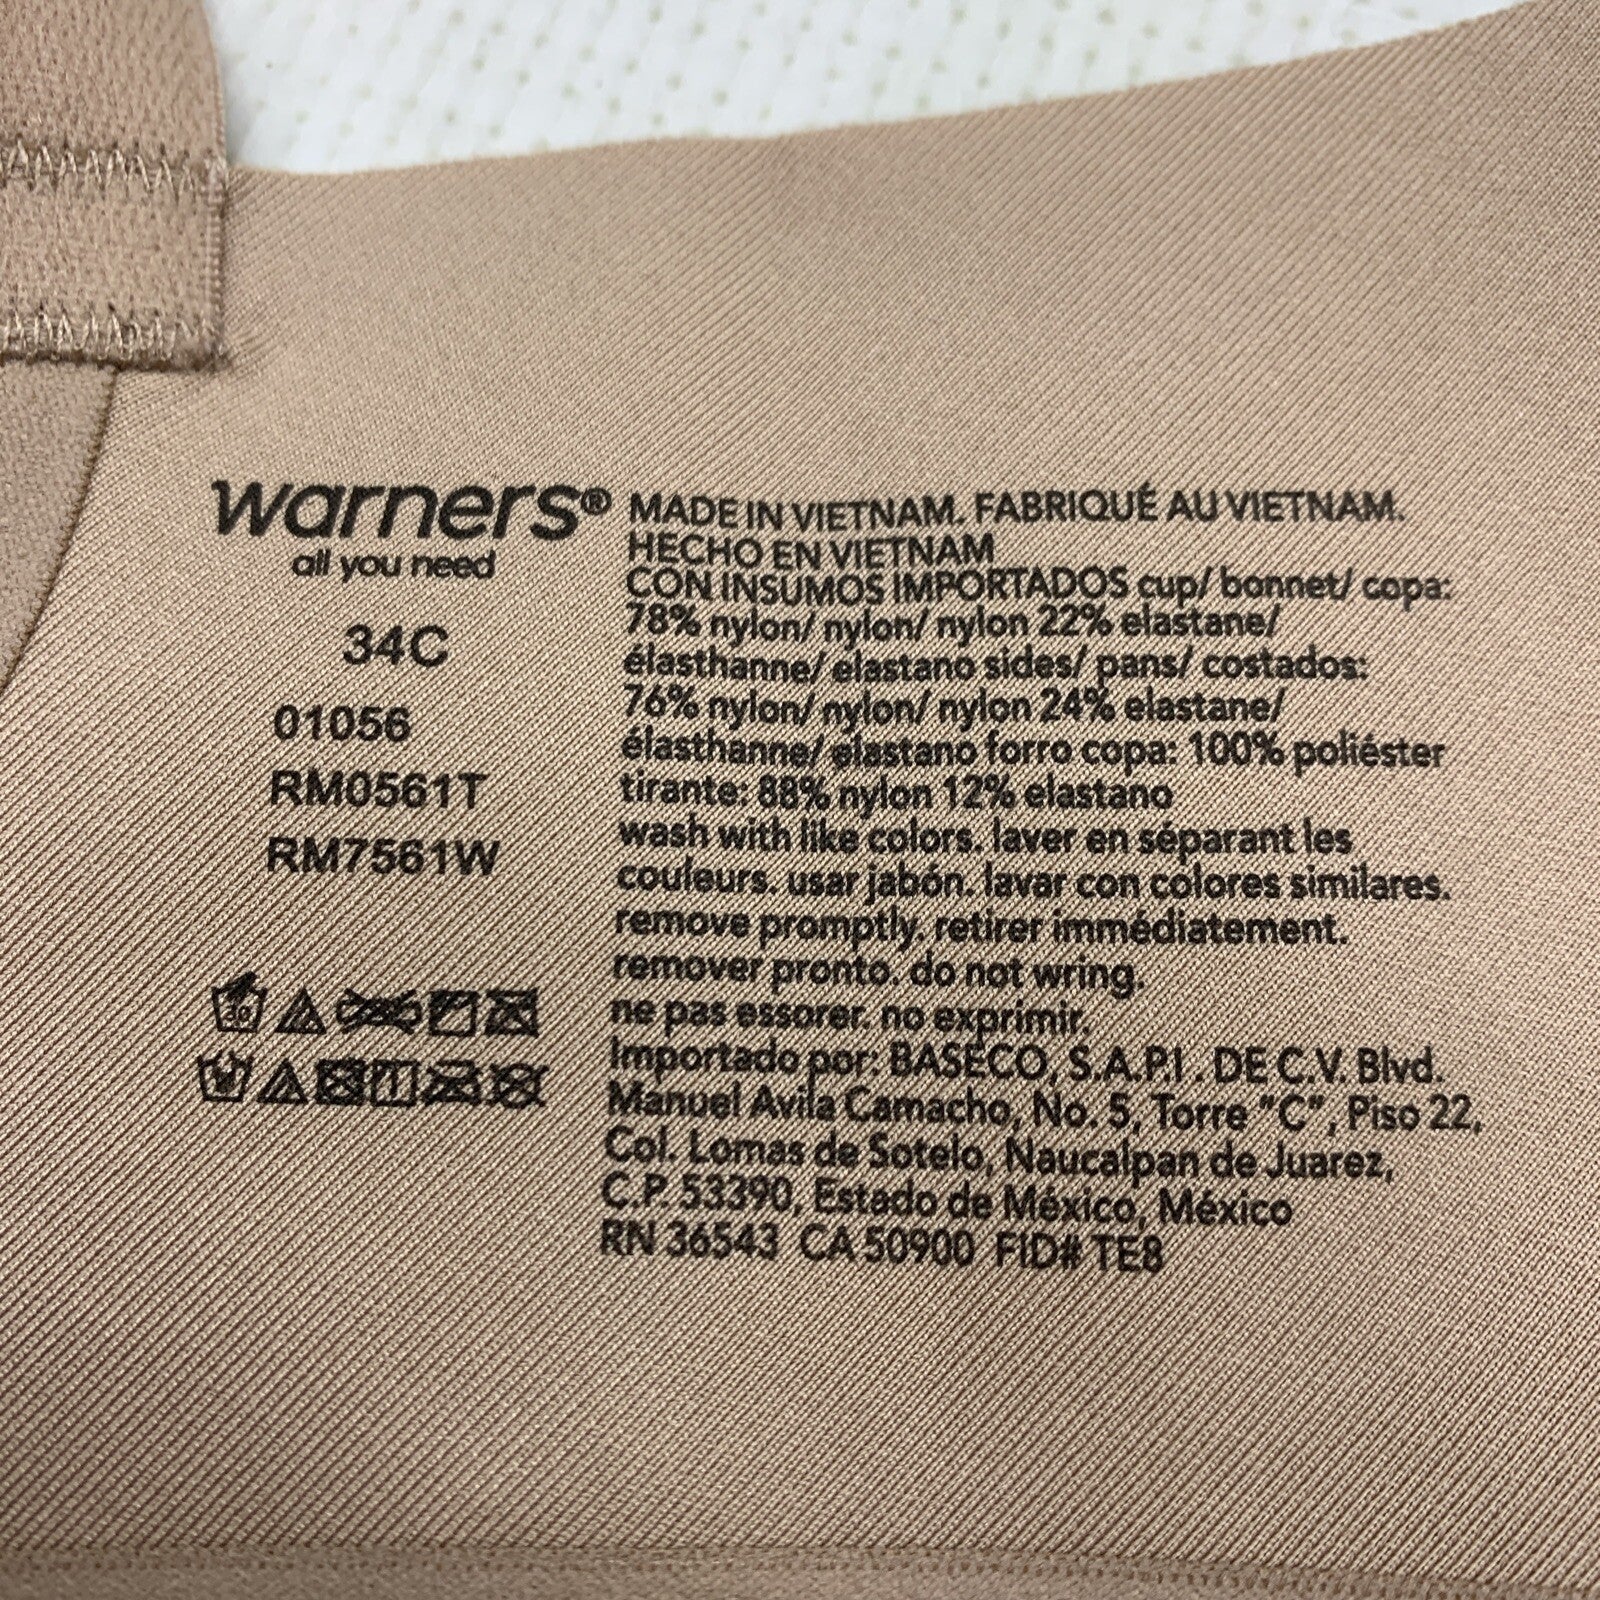 warners®
all you need
34C
01056
RM0561T
RM7561W
30
MADE IN VIETNAM. FABRIQUÉ AU VIETNAM.
HECHO EN VIETNAM
CON INSUMOS IMPORTADOS cup/ bonnet/ copa:
78% nylon/ nylon/ nylon 22% elastane/
élasthanne/ elastano sides/ pans/ costados:
76% nylon/ nylon/ nylon 24% elastane/
élasthanne/ elastano forro copa: 100% poliéster
tirante: 88% nylon 12% elastano
wash with like colors. laver en séparant les
couleurs. usar jabón. lavar con colores similares.
remove promptly. retirer immédiatement.
remover pronto. do not wring.
ne pas essorer. no exprimir.
Importado por: BASECO, S.A.P.I . DE C.V. Blvd.
Manuel Avila Camacho, No. 5, Torre "C", Piso 22,
Col. Lomas de Sotelo, Naucalpan de Juarez,
C.P. 53390, Estado de México, México
RN 36543 CA 50900 FID# TE8